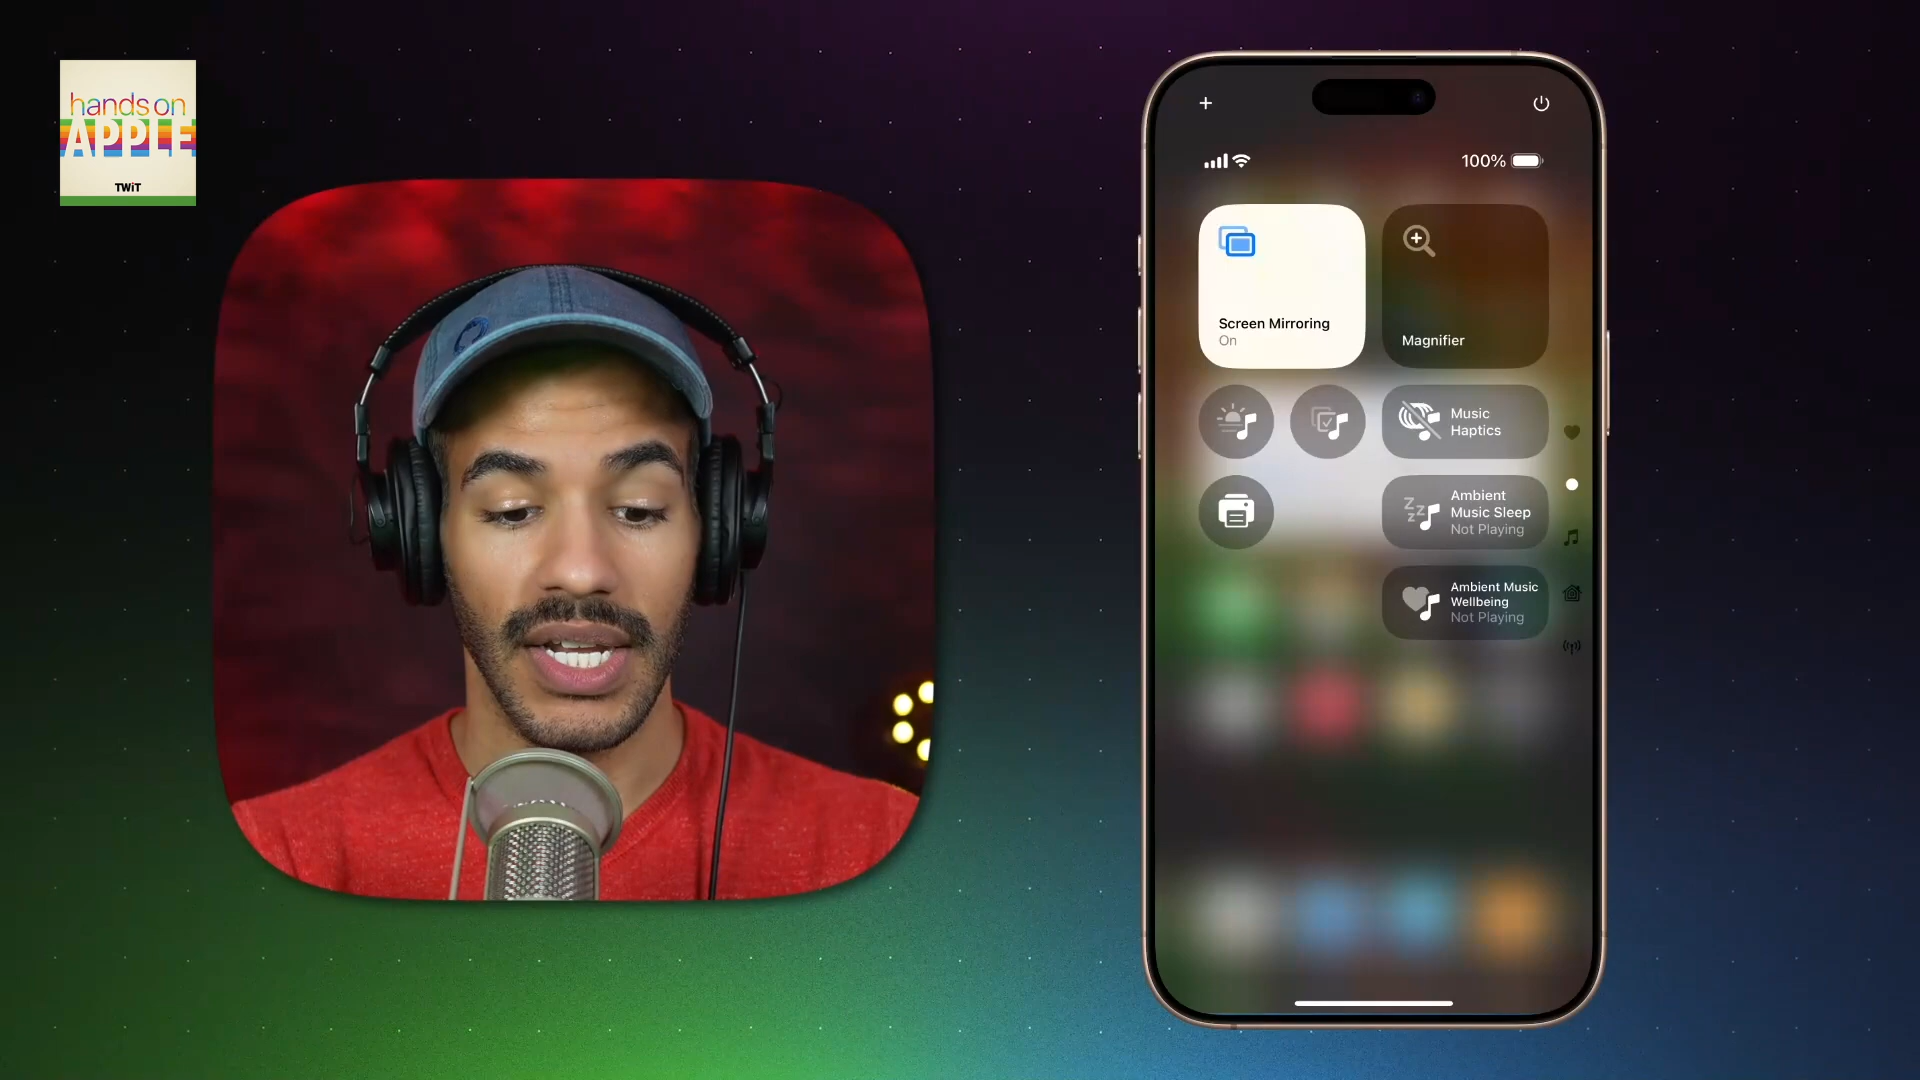 hands on
APPLE
TWiT
100%
Screen Mirroring
On
Magnifier
Music
Haptics
Ambient
Music Sleep
Not Playing
Ambient Music
Wellbeing
Not Playing